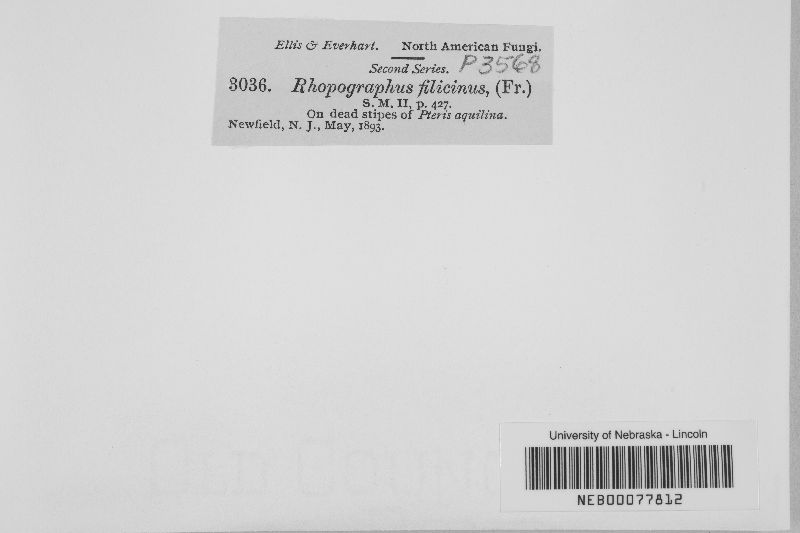 Ellis & Everhart. North American Fungi.
Second Series. P3568
3036. Rhopographus filicinus, (Fr.)
S. M. II, p. 427.
On dead stipes of Pteris aquilina.
Newfield, N. J., May, 1893.
University of Nebraska - Lincoln
NEB00077812